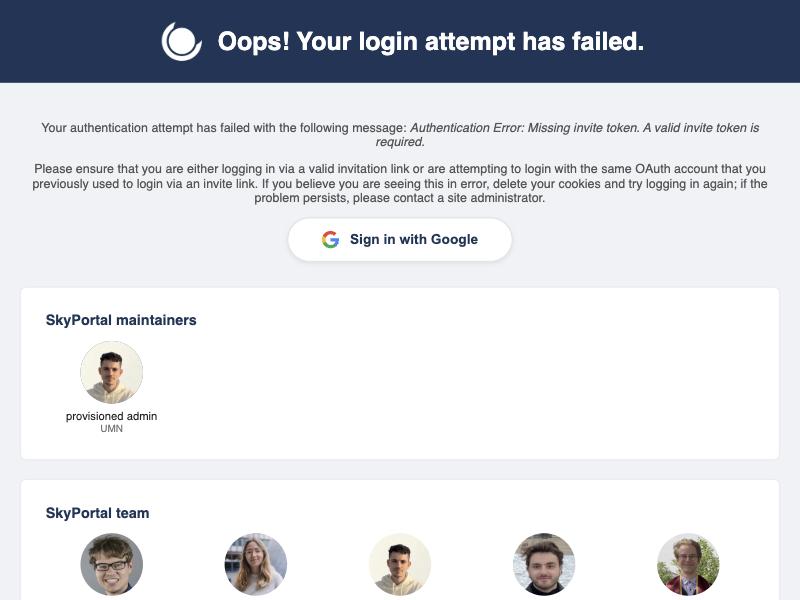 Oops! Your login attempt has failed.
Your authentication attempt has failed with the following message: Authentication Error: Missing invite token. A valid invite token is
required.
Please ensure that you are either logging in via a valid invitation link or are attempting to login with the same OAuth account that you
previously used to login via an invite link. If you believe you are seeing this in error, delete your cookies and try logging in again; if the
problem persists, please contact a site administrator.
Sign in with Google
SkyPortal maintainers
provisioned admin
UMN
SkyPortal team